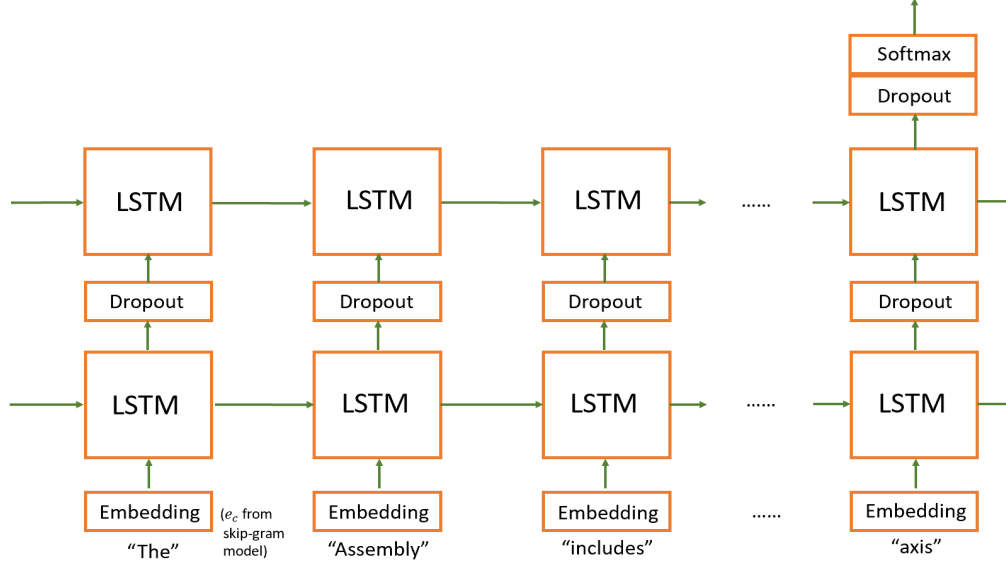 Softmax
Dropout
LSTM
LSTM
LSTM
……
LSTM
Dropout
Dropout
Dropout
Dropout
LSTM
LSTM
LSTM
……
LSTM
Embedding
(e_c from
skip-gram
model)
Embedding
Embedding
……
Embedding
“The”
“Assembly”
“includes”
“axis”